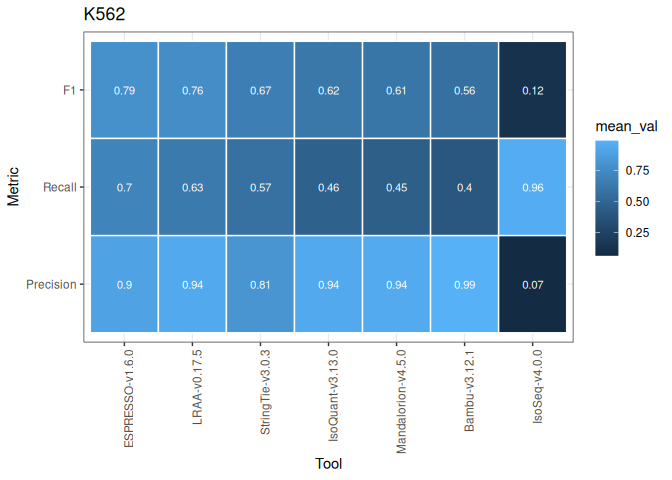 K562
F1 0.79 0.76 0.67 0.62 0.61 0.56 0.12
Recall 0.7 0.63 0.57 0.46 0.45 0.4 0.96
Precision 0.9 0.94 0.81 0.94 0.94 0.99 0.07
Metric
ESPRESSO-v1.6.0
LRAA-v0.17.5
StringTie-v3.0.3
IsoQuant-v3.13.0
Mandalorion-v4.5.0
Bambu-v3.12.1
IsoSeq-v4.0.0
Tool
mean_val
0.75
0.50
0.25